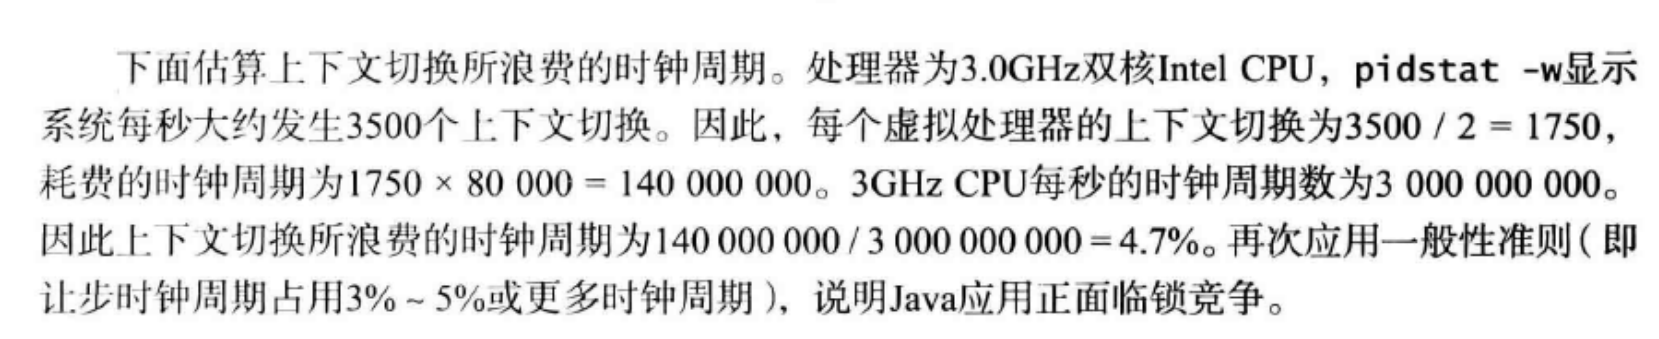 下面估算上下文切换所浪费的时钟周期。处理器为3.0GHz双核Intel CPU，pidstat -w显示
系统每秒大约发生3500个上下文切换。因此，每个虚拟处理器的上下文切换为3500 / 2 = 1750，
耗费的时钟周期为1750 × 80 000 = 140 000 000。3GHz CPU每秒的时钟周期数为3 000 000 000。
因此上下文切换所浪费的时钟周期为140 000 000 / 3 000 000 000 = 4.7%。再次应用一般性准则（即
让步时钟周期占用3% ~ 5%或更多时钟周期），说明Java应用正面临锁竞争。